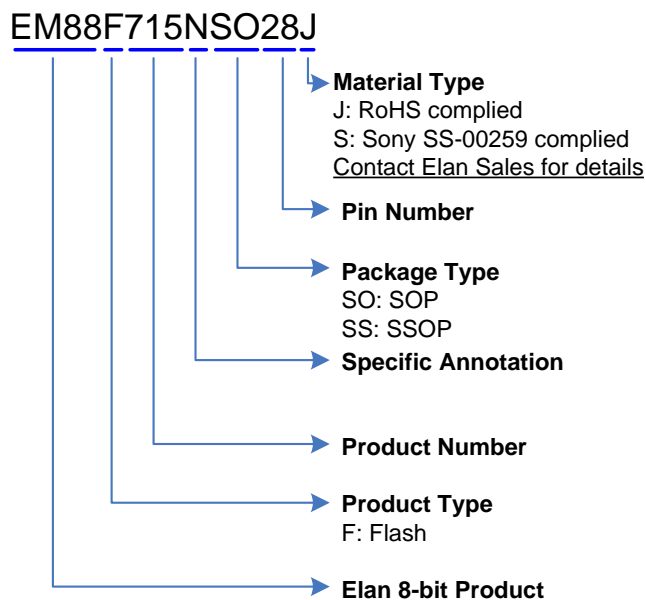 EM88F715NSO28J
Material Type
J: RoHS complied
S: Sony SS-00259 complied
Contact Elan Sales for details
Pin Number
Package Type
SO: SOP
SS: SSOP
Specific Annotation
Product Number
Product Type
F: Flash
Elan 8-bit Product